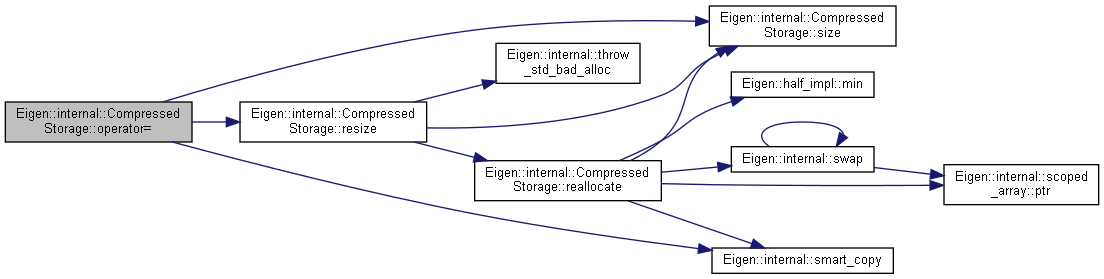 Eigen::internal::Compressed
Storage::operator=
Eigen::internal::Compressed
Storage::resize
Eigen::internal::throw
_std_bad_alloc
Eigen::internal::Compressed
Storage::reallocate
Eigen::internal::Compressed
Storage::size
Eigen::half_impl::min
Eigen::internal::swap
Eigen::internal::scoped
_array::ptr
Eigen::internal::smart_copy